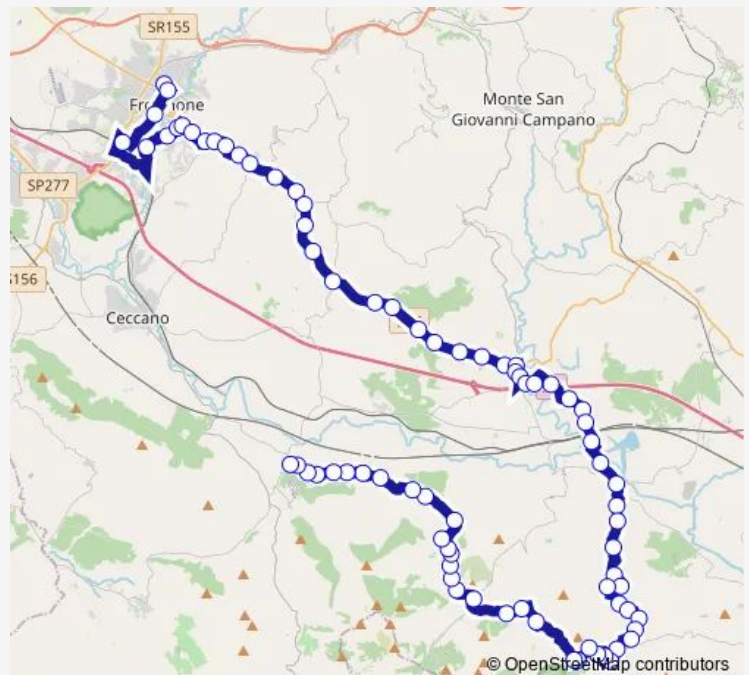 SR155
Monte San
Giovanni Campano
SP277
Ceccano
© OpenStreetMap contributors